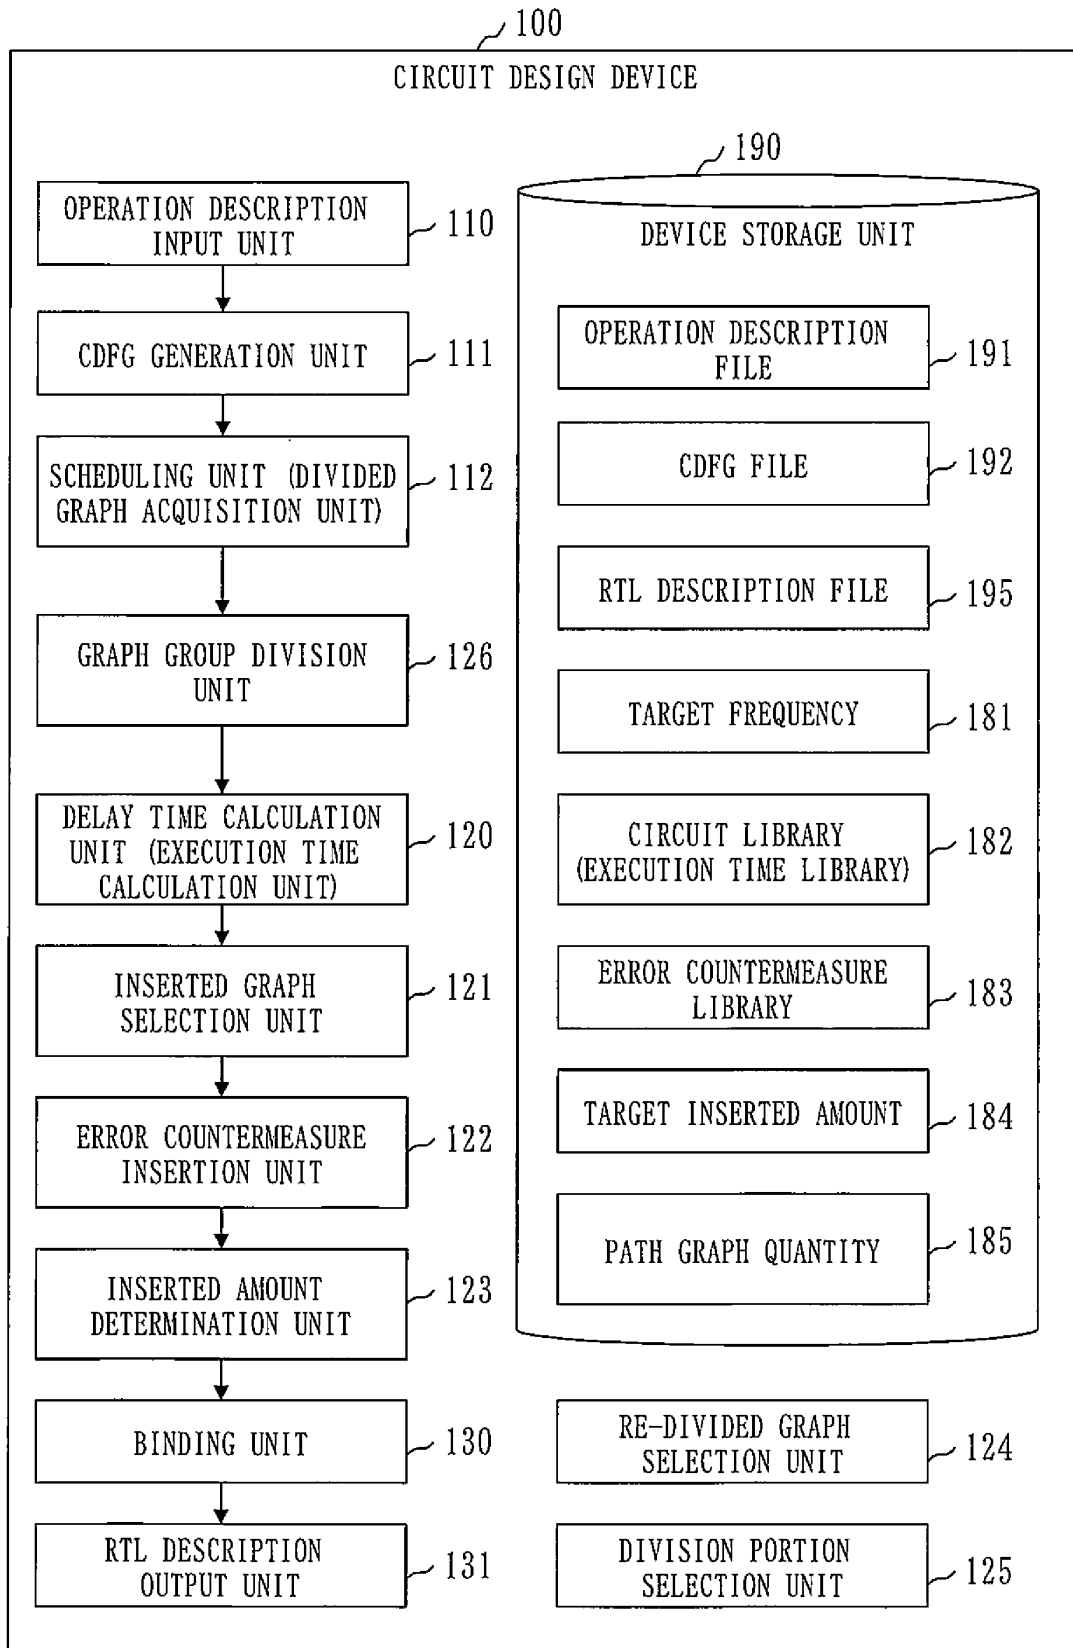 100
CIRCUIT DESIGN DEVICE
OPERATION DESCRIPTION
INPUT UNIT
110
CDFG GENERATION UNIT
111
SCHEDULING UNIT (DIVIDED
GRAPH ACQUISITION UNIT)
112
GRAPH GROUP DIVISION
UNIT
126
DELAY TIME CALCULATION
UNIT (EXECUTION TIME
CALCULATION UNIT)
120
INSERTED GRAPH
SELECTION UNIT
121
ERROR COUNTERMEASURE
INSERTION UNIT
122
INSERTED AMOUNT
DETERMINATION UNIT
123
BINDING UNIT
130
RTL DESCRIPTION
OUTPUT UNIT
131
190
DEVICE STORAGE UNIT
OPERATION DESCRIPTION
FILE
191
CDFG FILE
192
RTL DESCRIPTION FILE
195
TARGET FREQUENCY
181
CIRCUIT LIBRARY
(EXECUTION TIME LIBRARY)
182
ERROR COUNTERMEASURE
LIBRARY
183
TARGET INSERTED AMOUNT
184
PATH GRAPH QUANTITY
185
RE-DIVIDED GRAPH
SELECTION UNIT
124
DIVISION PORTION
SELECTION UNIT
125